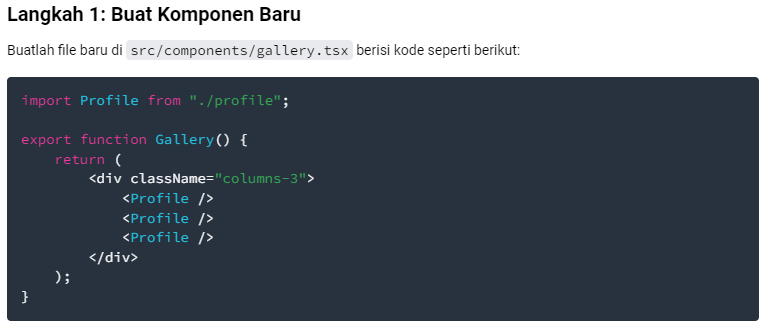 Langkah 1: Buat Komponen Baru
Buatlah file baru di src/components/gallery.tsx berisi kode seperti berikut:
import Profile from "./profile";
export function Gallery() {
    return (
        <div className="columns-3">
            <Profile />
            <Profile />
            <Profile />
        </div>
    );
}